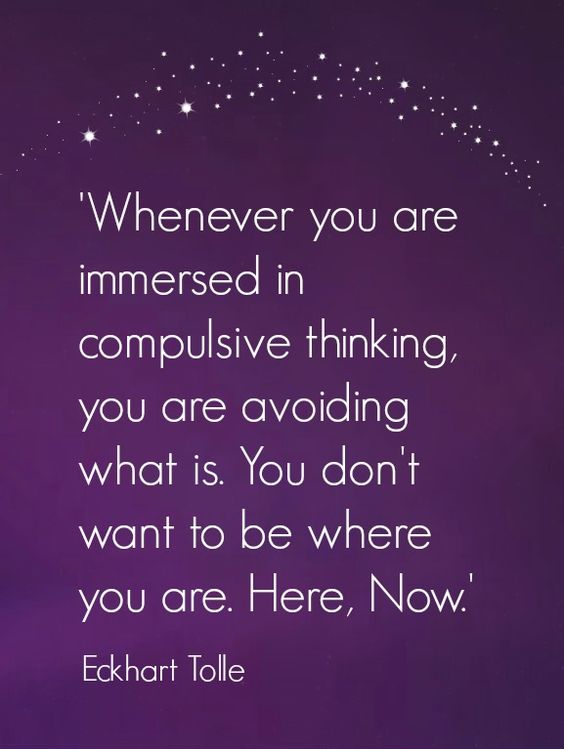 'Whenever you are
immersed in
compulsive thinking,
you are avoiding
what is. You don't
want to be where
you are. Here, Now.'
Eckhart Tolle